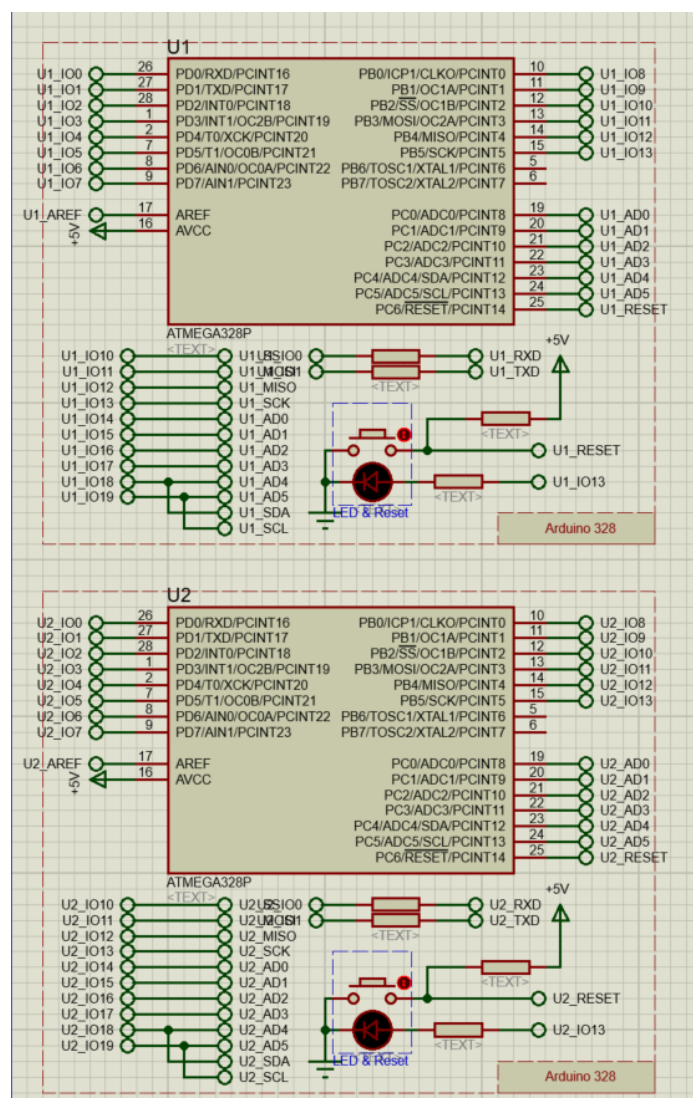 U1
U1_IO0 26 PD0/RXD/PCINT16 PB0/ICP1/CLKO/PCINT0 10 U1_IO8
U1_IO1 27 PD1/TXD/PCINT17 PB1/OC1A/PCINT1 11 U1_IO9
U1_IO2 28 PD2/INT0/PCINT18 PB2/SS/OC1B/PCINT2 12 U1_IO10
U1_IO3 1 PD3/INT1/OC2B/PCINT19 PB3/MOSI/OC2A/PCINT3 13 U1_IO11
U1_IO4 2 PD4/T0/XCK/PCINT20 PB4/MISO/PCINT4 14 U1_IO12
U1_IO5 7 PD5/T1/OC0B/PCINT21 PB5/SCK/PCINT5 15 U1_IO13
U1_IO6 8 PD6/AIN0/OC0A/PCINT22 PB6/TOSC1/XTAL1/PCINT6 5
U1_IO7 9 PD7/AIN1/PCINT23 PB7/TOSC2/XTAL2/PCINT7 6
U1_AREF 17 AREF PC0/ADC0/PCINT8 19 U1_AD0
+5V 16 AVCC PC1/ADC1/PCINT9 20 U1_AD1
PC2/ADC2/PCINT10 21 U1_AD2
PC3/ADC3/PCINT11 22 U1_AD3
PC4/ADC4/SDA/PCINT12 23 U1_AD4
PC5/ADC5/SCL/PCINT13 24 U1_AD5
PC6/RESET/PCINT14 25 U1_RESET
ATMEGA328P
<TEXT> +5V
U1_IO10 U1_RXD
U1_IO11 U1_TXD
U1_IO12 U1_MISO <TEXT>
U1_IO13 U1_SCK
U1_IO14 U1_AD0
U1_IO15 U1_AD1 <TEXT>
U1_IO16 U1_AD2 U1_RESET
U1_IO17 U1_AD3
U1_IO18 U1_AD4 U1_IO13
U1_IO19 U1_AD5 <TEXT>
U1_SDA LED & Reset
U1_SCL Arduino 328
U2
U2_IO0 26 PD0/RXD/PCINT16 PB0/ICP1/CLKO/PCINT0 10 U2_IO8
U2_IO1 27 PD1/TXD/PCINT17 PB1/OC1A/PCINT1 11 U2_IO9
U2_IO2 28 PD2/INT0/PCINT18 PB2/SS/OC1B/PCINT2 12 U2_IO10
U2_IO3 1 PD3/INT1/OC2B/PCINT19 PB3/MOSI/OC2A/PCINT3 13 U2_IO11
U2_IO4 2 PD4/T0/XCK/PCINT20 PB4/MISO/PCINT4 14 U2_IO12
U2_IO5 7 PD5/T1/OC0B/PCINT21 PB5/SCK/PCINT5 15 U2_IO13
U2_IO6 8 PD6/AIN0/OC0A/PCINT22 PB6/TOSC1/XTAL1/PCINT6 5
U2_IO7 9 PD7/AIN1/PCINT23 PB7/TOSC2/XTAL2/PCINT7 6
U2_AREF 17 AREF PC0/ADC0/PCINT8 19 U2_AD0
+5V 16 AVCC PC1/ADC1/PCINT9 20 U2_AD1
PC2/ADC2/PCINT10 21 U2_AD2
PC3/ADC3/PCINT11 22 U2_AD3
PC4/ADC4/SDA/PCINT12 23 U2_AD4
PC5/ADC5/SCL/PCINT13 24 U2_AD5
PC6/RESET/PCINT14 25 U2_RESET
ATMEGA328P
<TEXT> +5V
U2_IO10 U2_RXD
U2_IO11 U2_TXD
U2_IO12 U2_MISO <TEXT>
U2_IO13 U2_SCK
U2_IO14 U2_AD0
U2_IO15 U2_AD1 <TEXT>
U2_IO16 U2_AD2 U2_RESET
U2_IO17 U2_AD3
U2_IO18 U2_AD4 U2_IO13
U2_IO19 U2_AD5 <TEXT>
U2_SDA LED & Reset
U2_SCL Arduino 328